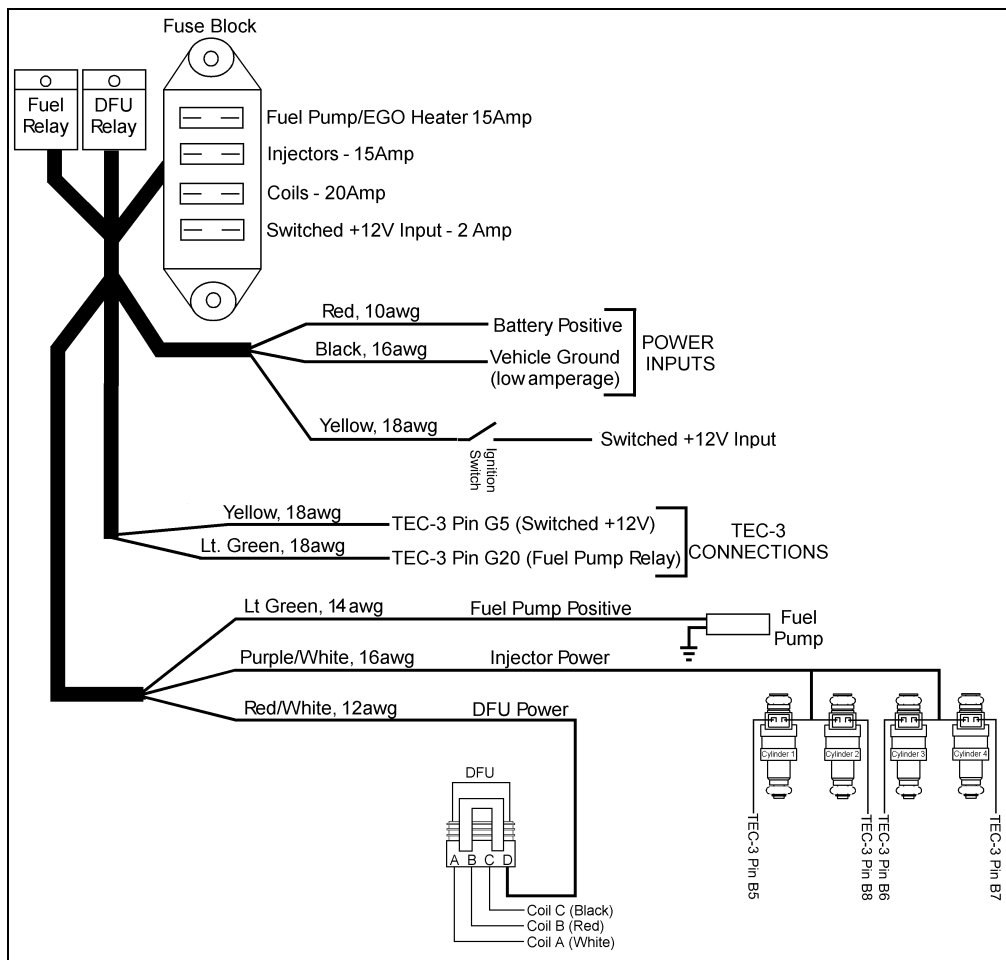 Fuse Block
Fuel
Relay
DFU
Relay
Fuel Pump/EGO Heater 15Amp
Injectors - 15Amp
Coils - 20Amp
Switched +12V Input - 2 Amp
Red, 10awg
Battery Positive
Black, 16awg
Vehicle Ground
(low amperage)
POWER
INPUTS
Yellow, 18awg
Ignition
Switch
Switched +12V Input
Yellow, 18awg
TEC-3 Pin G5 (Switched +12V)
Lt. Green, 18awg
TEC-3 Pin G20 (Fuel Pump Relay)
TEC-3
CONNECTIONS
Lt Green, 14awg
Fuel Pump Positive
Fuel
Pump
Purple/White, 16awg
Injector Power
Red/White, 12awg
DFU Power
Cylinder 1
Cylinder 2
Cylinder 3
Cylinder 4
TEC-3 Pin B5
TEC-3 Pin B8
TEC-3 Pin B6
TEC-3 Pin B7
DFU
A B C D
Coil C (Black)
Coil B (Red)
Coil A (White)